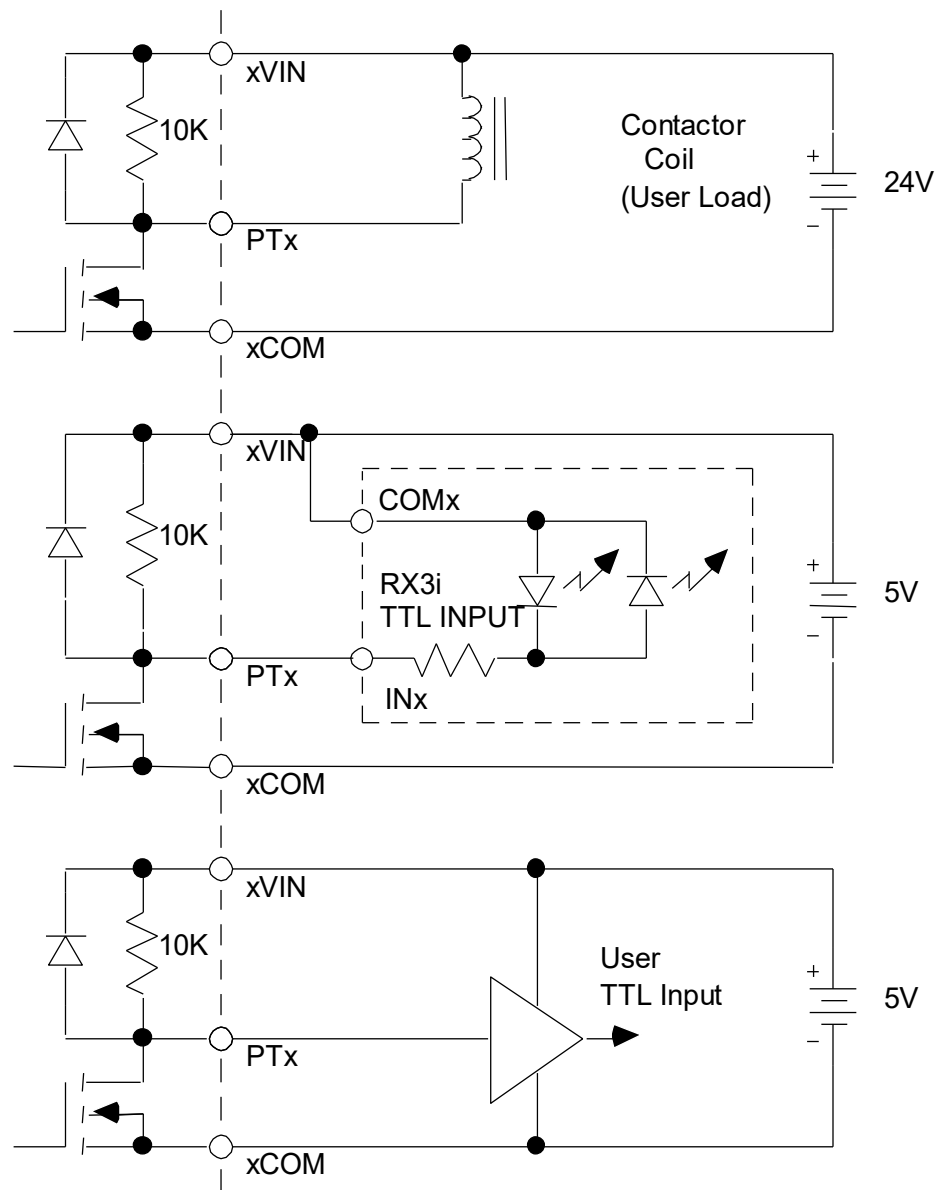 xVIN
10K
Contactor
Coil
(User Load)
+
24V
−
PTx
xCOM
xVIN
COMx
10K
RX3i
TTL INPUT
+
5V
−
PTx
INx
xCOM
xVIN
10K
User
TTL Input
+
5V
−
PTx
xCOM